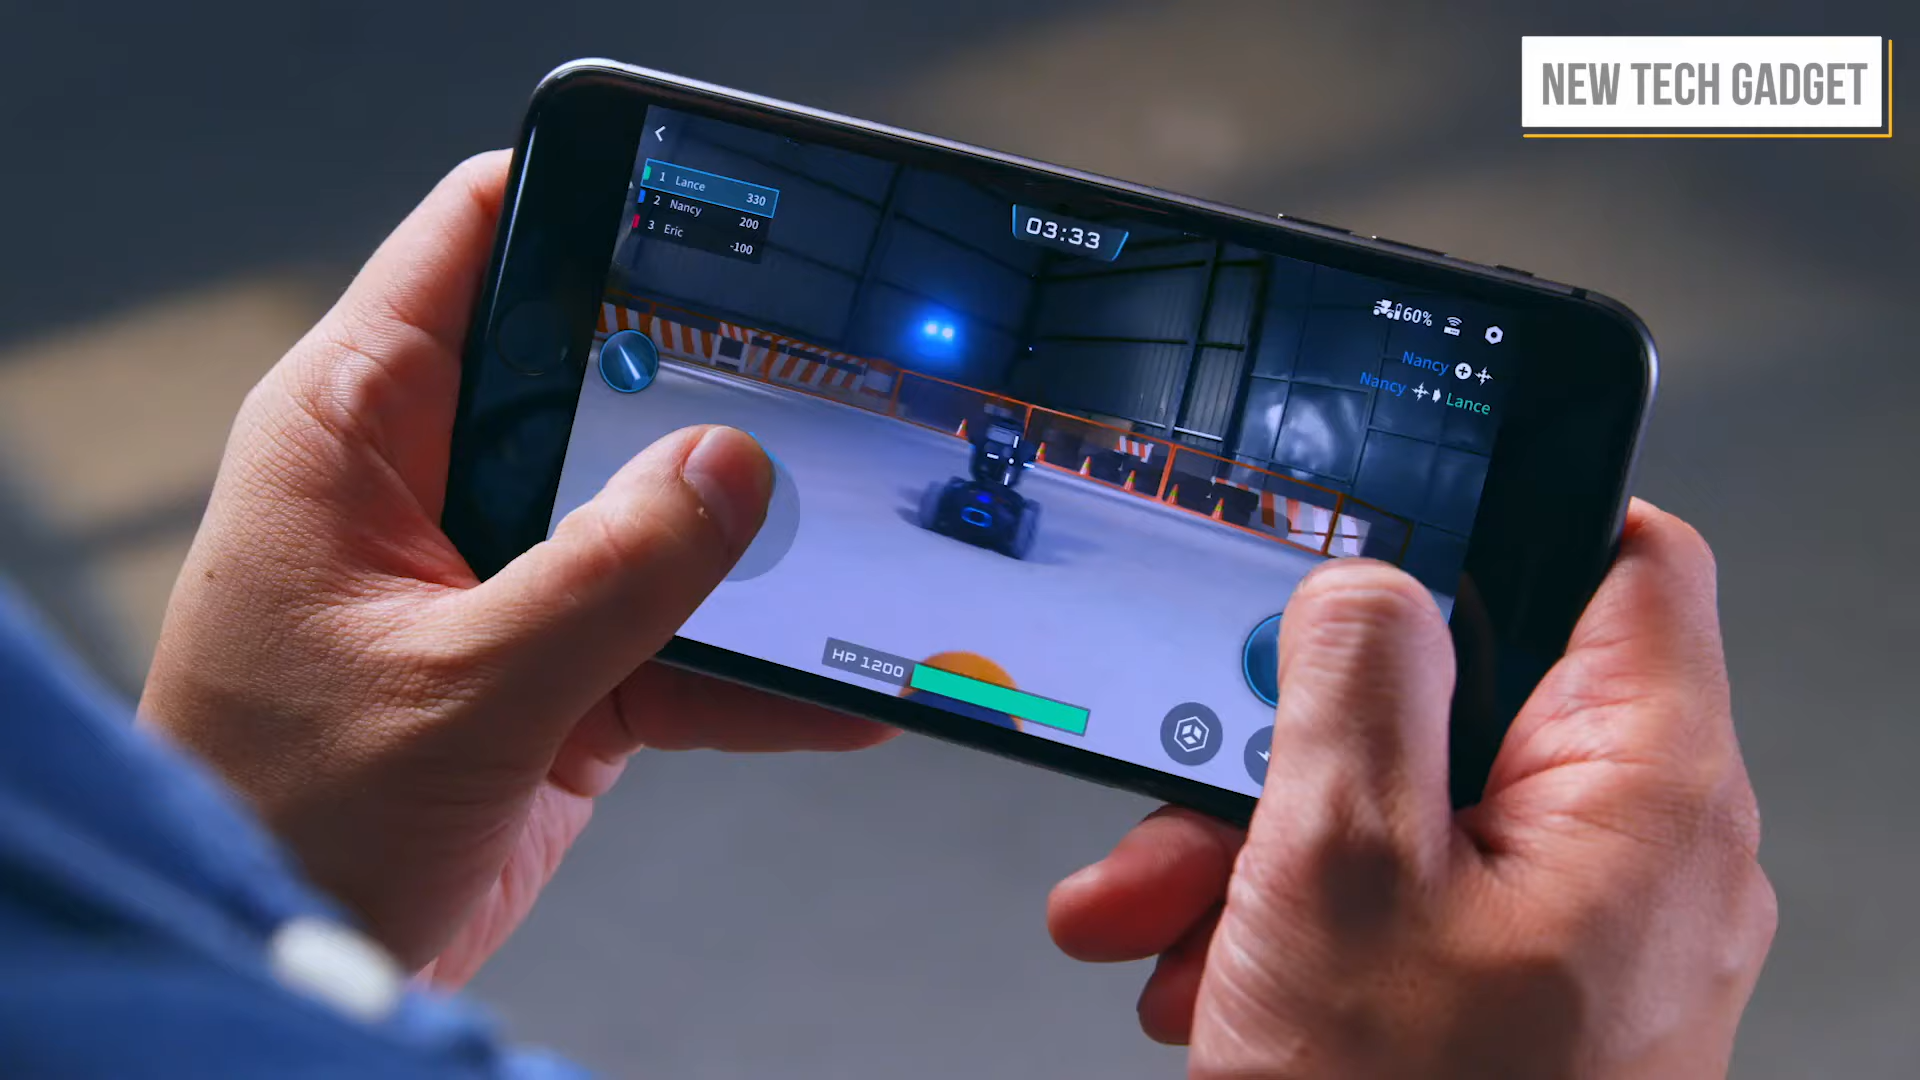 NEW TECH GADGET
1 Lance 330
2 Nancy 200
3 Eric -100
03:33
60%
Nancy
Nancy Lance
HP 1200